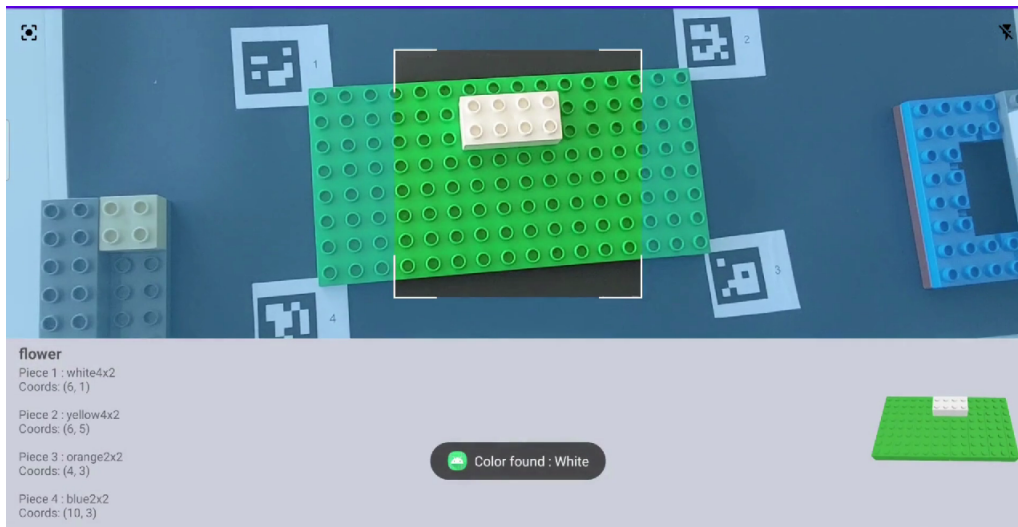 1
2
3
4
flower
Piece 1 : white4x2
Coords: (6, 1)
Piece 2 : yellow4x2
Coords: (6, 5)
Piece 3 : orange2x2
Coords: (4, 3)
Piece 4 : blue2x2
Coords: (10, 3)
Color found : White